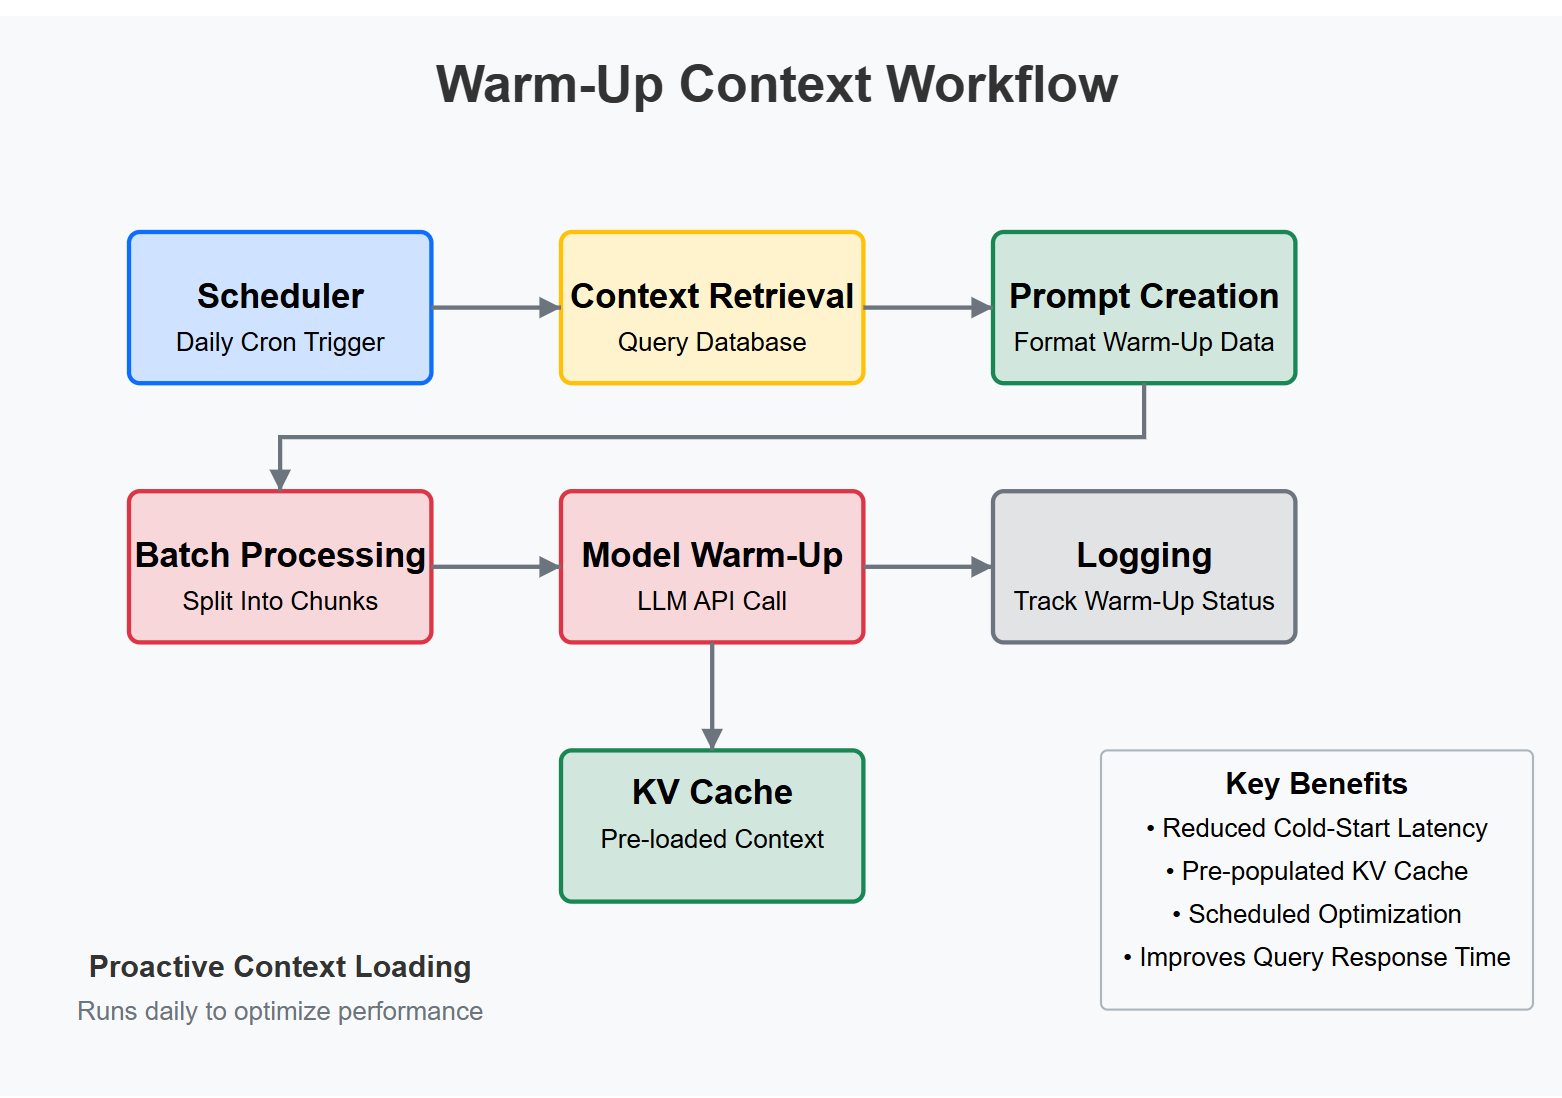 Warm-Up Context Workflow
Scheduler
Daily Cron Trigger
Context Retrieval
Query Database
Prompt Creation
Format Warm-Up Data
Batch Processing
Split Into Chunks
Model Warm-Up
LLM API Call
Logging
Track Warm-Up Status
KV Cache
Pre-loaded Context
Key Benefits
• Reduced Cold-Start Latency
• Pre-populated KV Cache
• Scheduled Optimization
• Improves Query Response Time
Proactive Context Loading
Runs daily to optimize performance